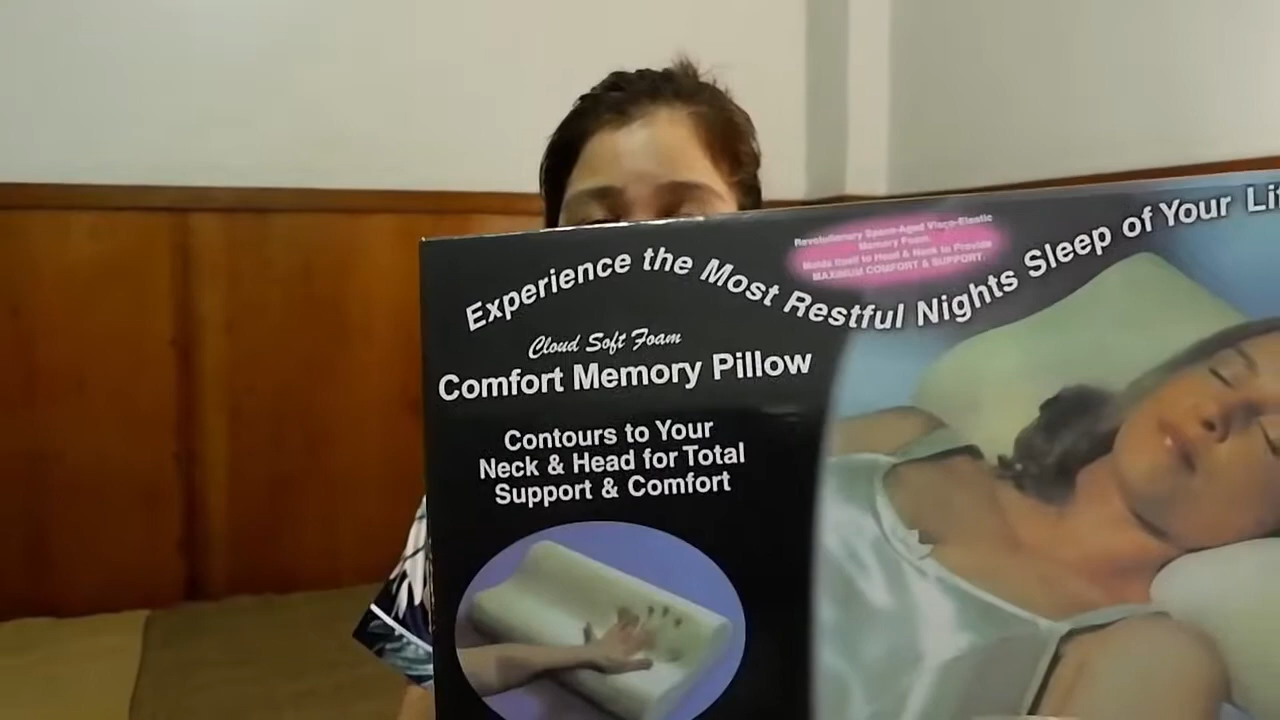 Experience the Most Restful Nights Sleep of Your Li
Revolutionary Space-Aged Visco-Elastic
Memory Foam.
Molds Itself to Head & Neck to Provide
MAXIMUM COMFORT & SUPPORT.
Cloud Soft Foam
Comfort Memory Pillow
Contours to Your
Neck & Head for Total
Support & Comfort